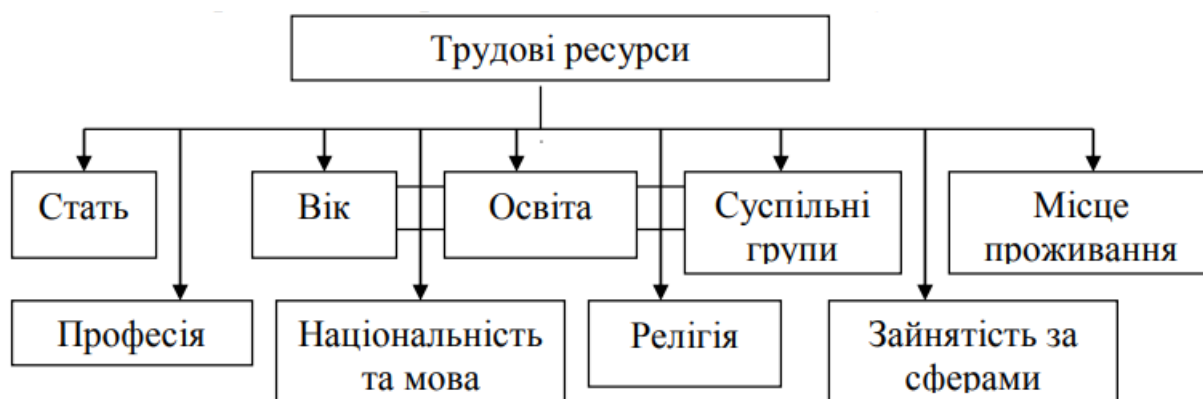 Трудові ресурси
Стать
Вік
Освіта
Суспільні
групи
Місце
проживання
Професія
Національність
та мова
Релігія
Зайнятість за
сферами